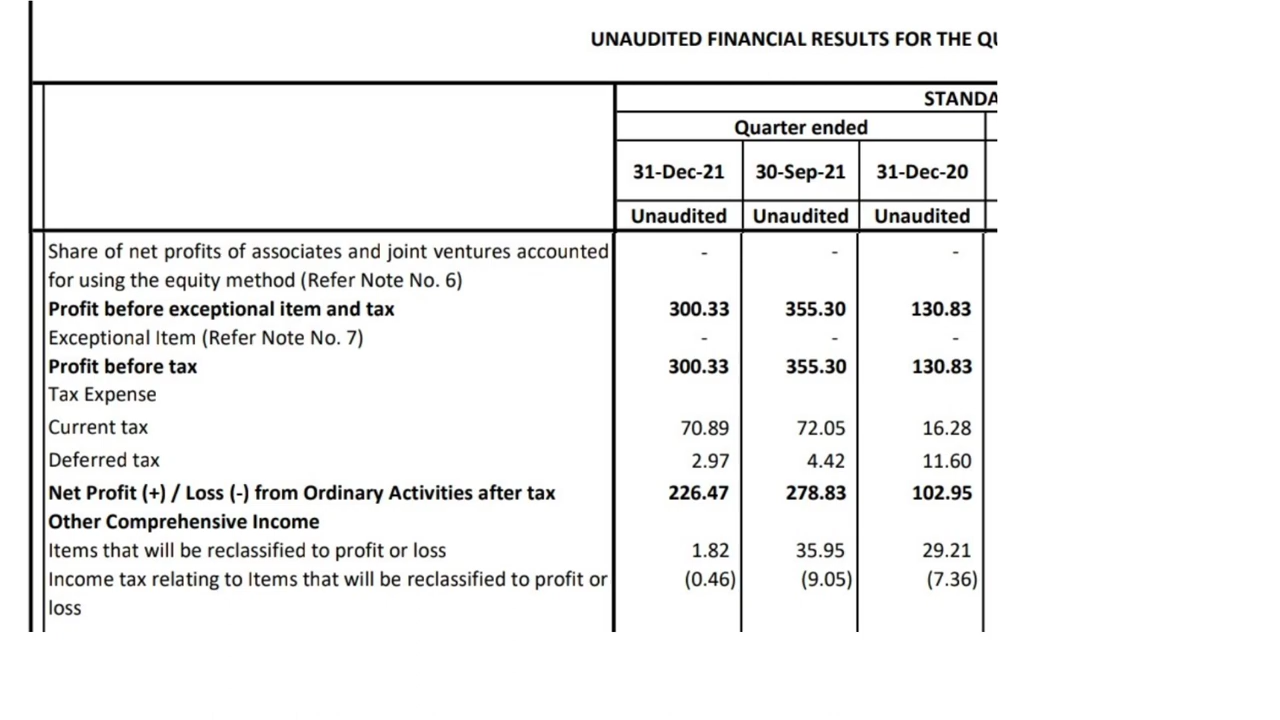 UNAUDITED FINANCIAL RESULTS FOR THE
STANDA
Quarter ended
31-Dec-21 30-Sep-21 31-Dec-20
Unaudited Unaudited Unaudited
Share of net profits of associates and joint ventures accounted - - -
for using the equity method (Refer Note No. 6)
Profit before exceptional item and tax 300.33 355.30 130.83
Exceptional Item (Refer Note No. 7) - - -
Profit before tax 300.33 355.30 130.83
Tax Expense
Current tax 70.89 72.05 16.28
Deferred tax 2.97 4.42 11.60
Net Profit (+) / Loss (-) from Ordinary Activities after tax 226.47 278.83 102.95
Other Comprehensive Income
Items that will be reclassified to profit or loss 1.82 35.95 29.21
Income tax relating to Items that will be reclassified to profit or (0.46) (9.05) (7.36)
loss